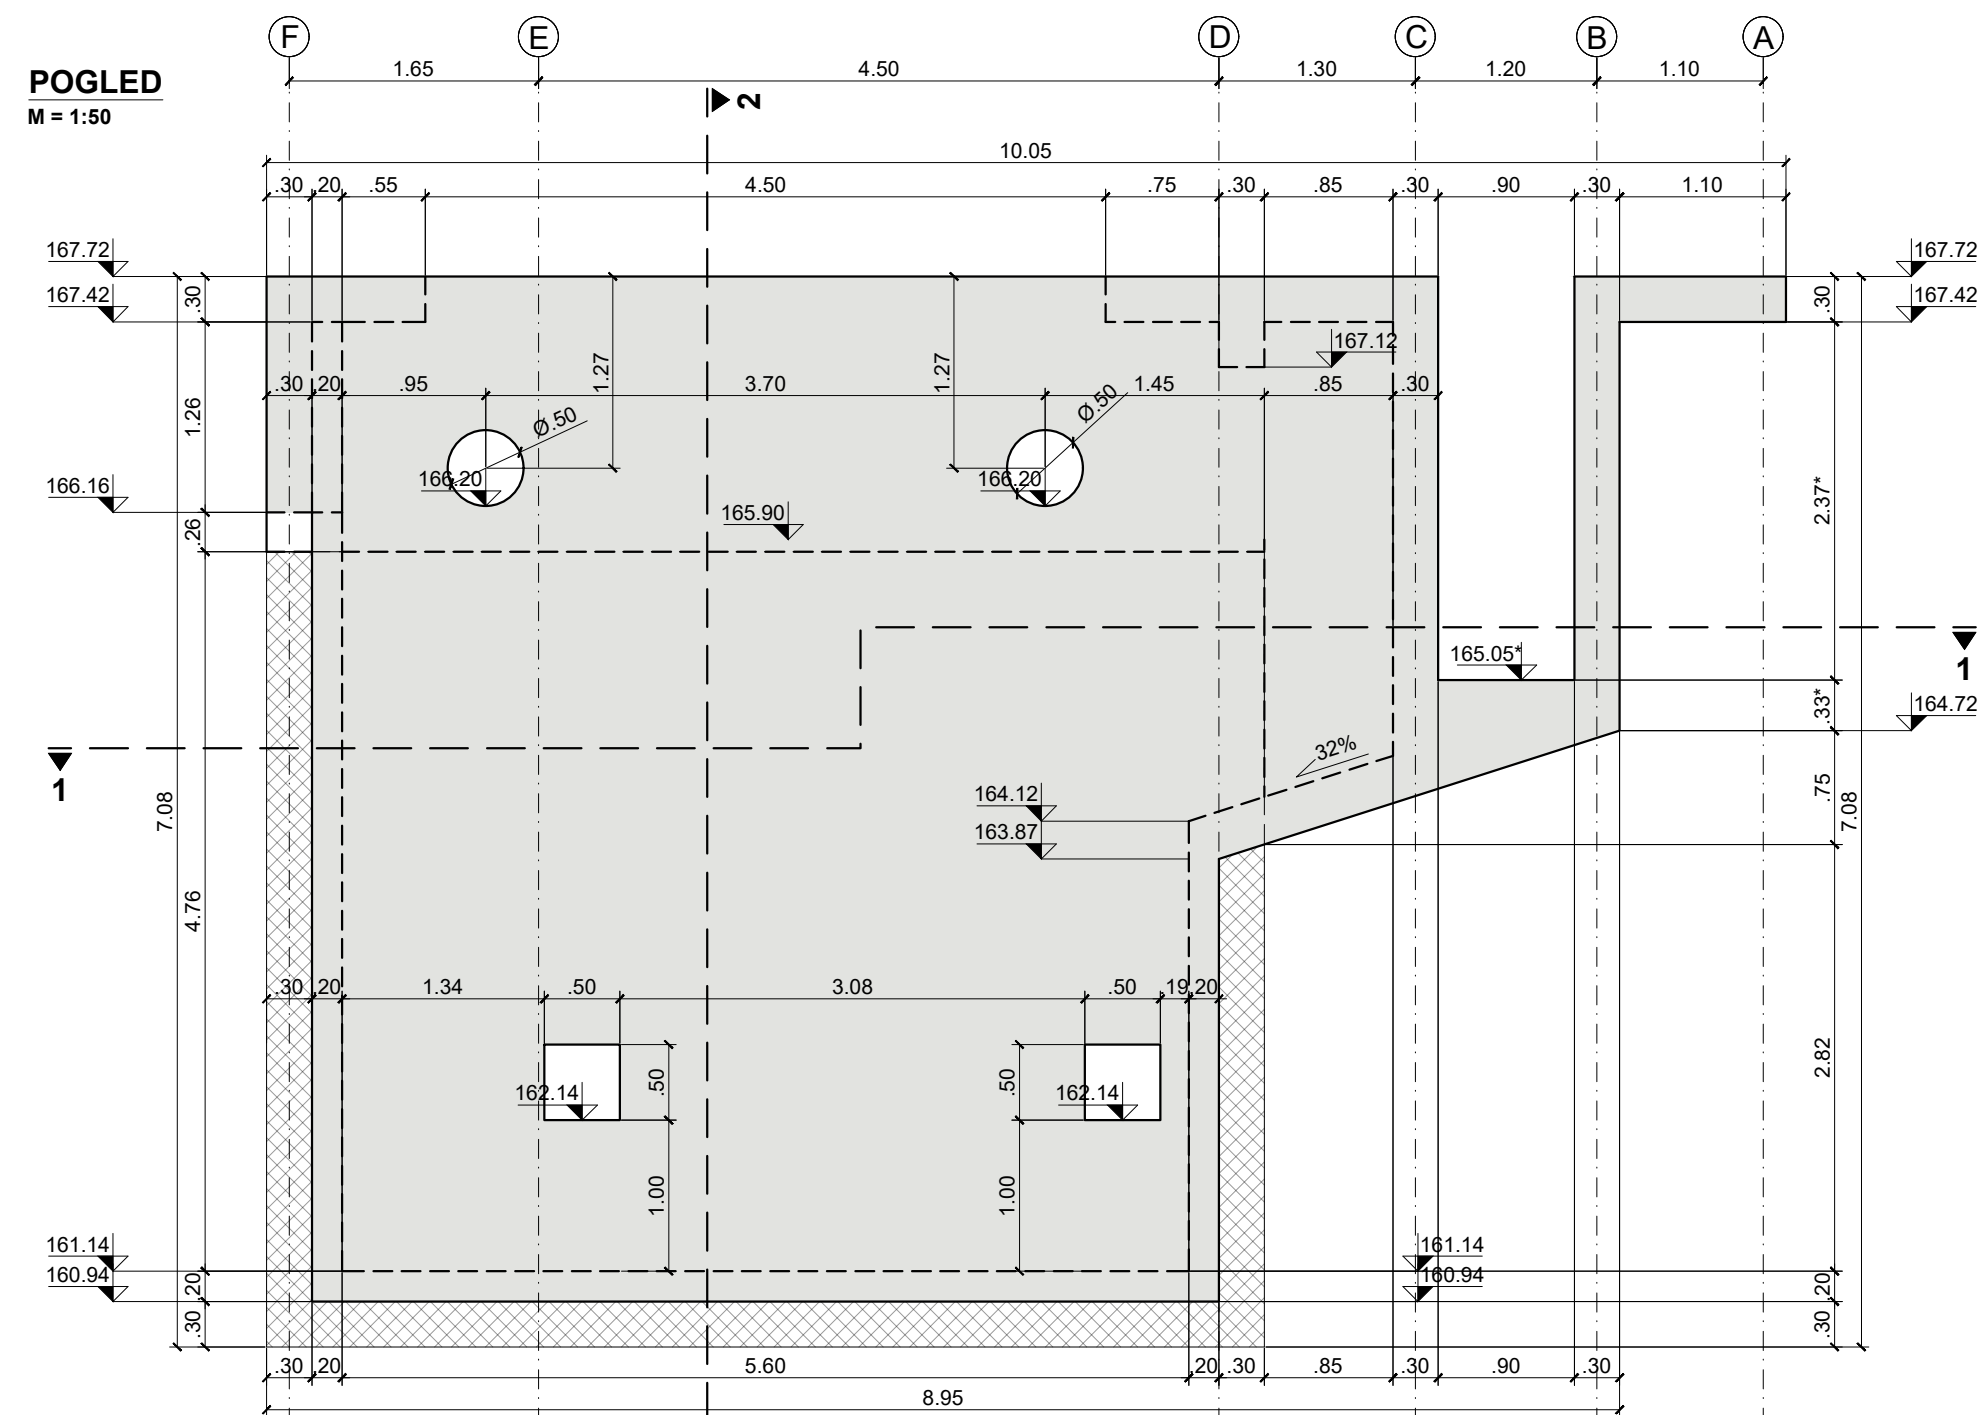 F E D C B A
1.65 4.50 1.30 1.20 1.10
POGLED
M = 1:50
2
10.05
.30 .20 .55 4.50 .75 .30 .85 .30 .90 .30 1.10
167.72 167.72
167.42 .30 .30 167.42
167.12
1.27 1.27
.30 .20 .95 3.70 1.45 .85 .30
1.26 Ø.50 Ø.50
166.20 166.20
166.16 2.37*
165.90
.26
165.05* 1
.33* 164.72
32%
1
164.12 .75
7.08 163.87 7.08
4.76
.30 .20 1.34 .50 3.08 .50 .19 .20
2.82
.50 .50
162.14 162.14
1.00 1.00
161.14 161.14
160.94 .20 160.94 .20
.30 .30
.30 .20 5.60 .20 .30 .85 .30 .90 .30
8.95